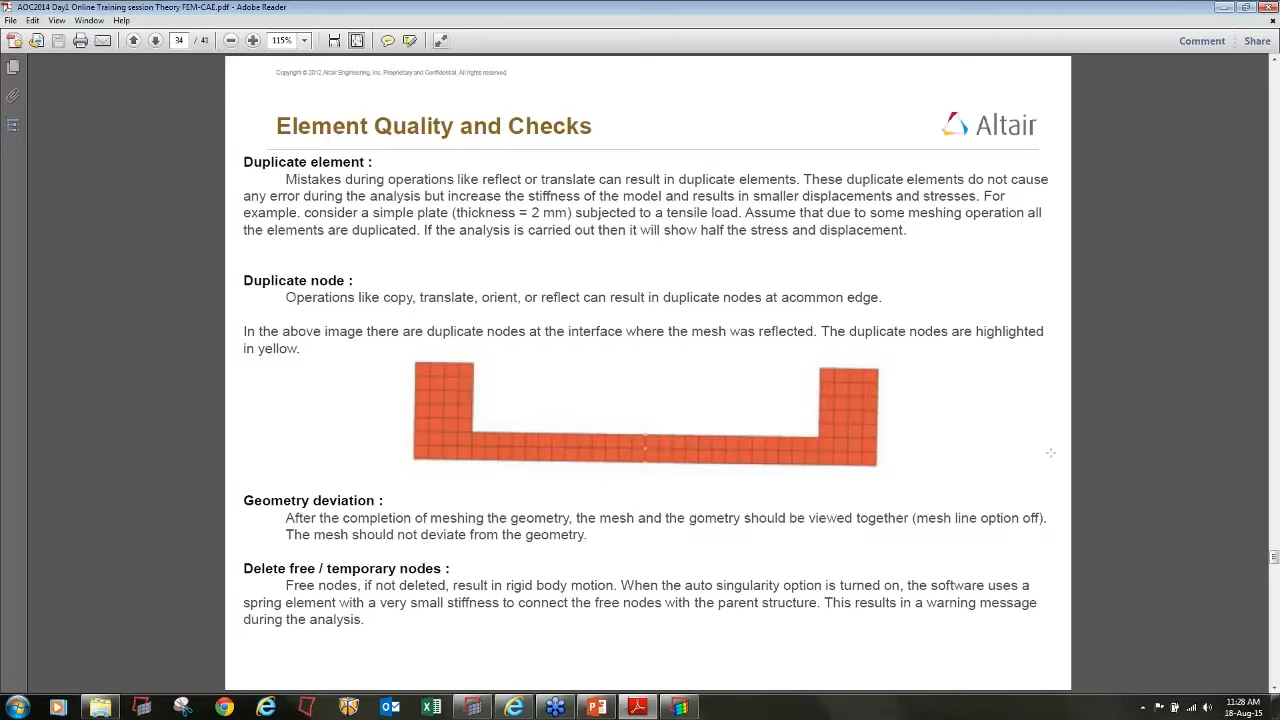 AOC2014 Day1 Online Training session Theory FEM-CAE.pdf - Adobe Reader
File Edit View Window Help
34 / 41 115% Comment Share
Copyright © 2012 Altair Engineering, Inc. Proprietary and Confidential. All rights reserved.
Element Quality and Checks
Altair
Duplicate element :
Mistakes during operations like reflect or translate can result in duplicate elements. These duplicate elements do not cause
any error during the analysis but increase the stiffness of the model and results in smaller displacements and stresses. For
example. consider a simple plate (thickness = 2 mm) subjected to a tensile load. Assume that due to some meshing operation all
the elements are duplicated. If the analysis is carried out then it will show half the stress and displacement.
Duplicate node :
Operations like copy, translate, orient, or reflect can result in duplicate nodes at acommon edge.
In the above image there are duplicate nodes at the interface where the mesh was reflected. The duplicate nodes are highlighted
in yellow.
Geometry deviation :
After the completion of meshing the geometry, the mesh and the gometry should be viewed together (mesh line option off).
The mesh should not deviate from the geometry.
Delete free / temporary nodes :
Free nodes, if not deleted, result in rigid body motion. When the auto singularity option is turned on, the software uses a
spring element with a very small stiffness to connect the free nodes with the parent structure. This results in a warning message
during the analysis.
11:28 AM
18-Aug-15